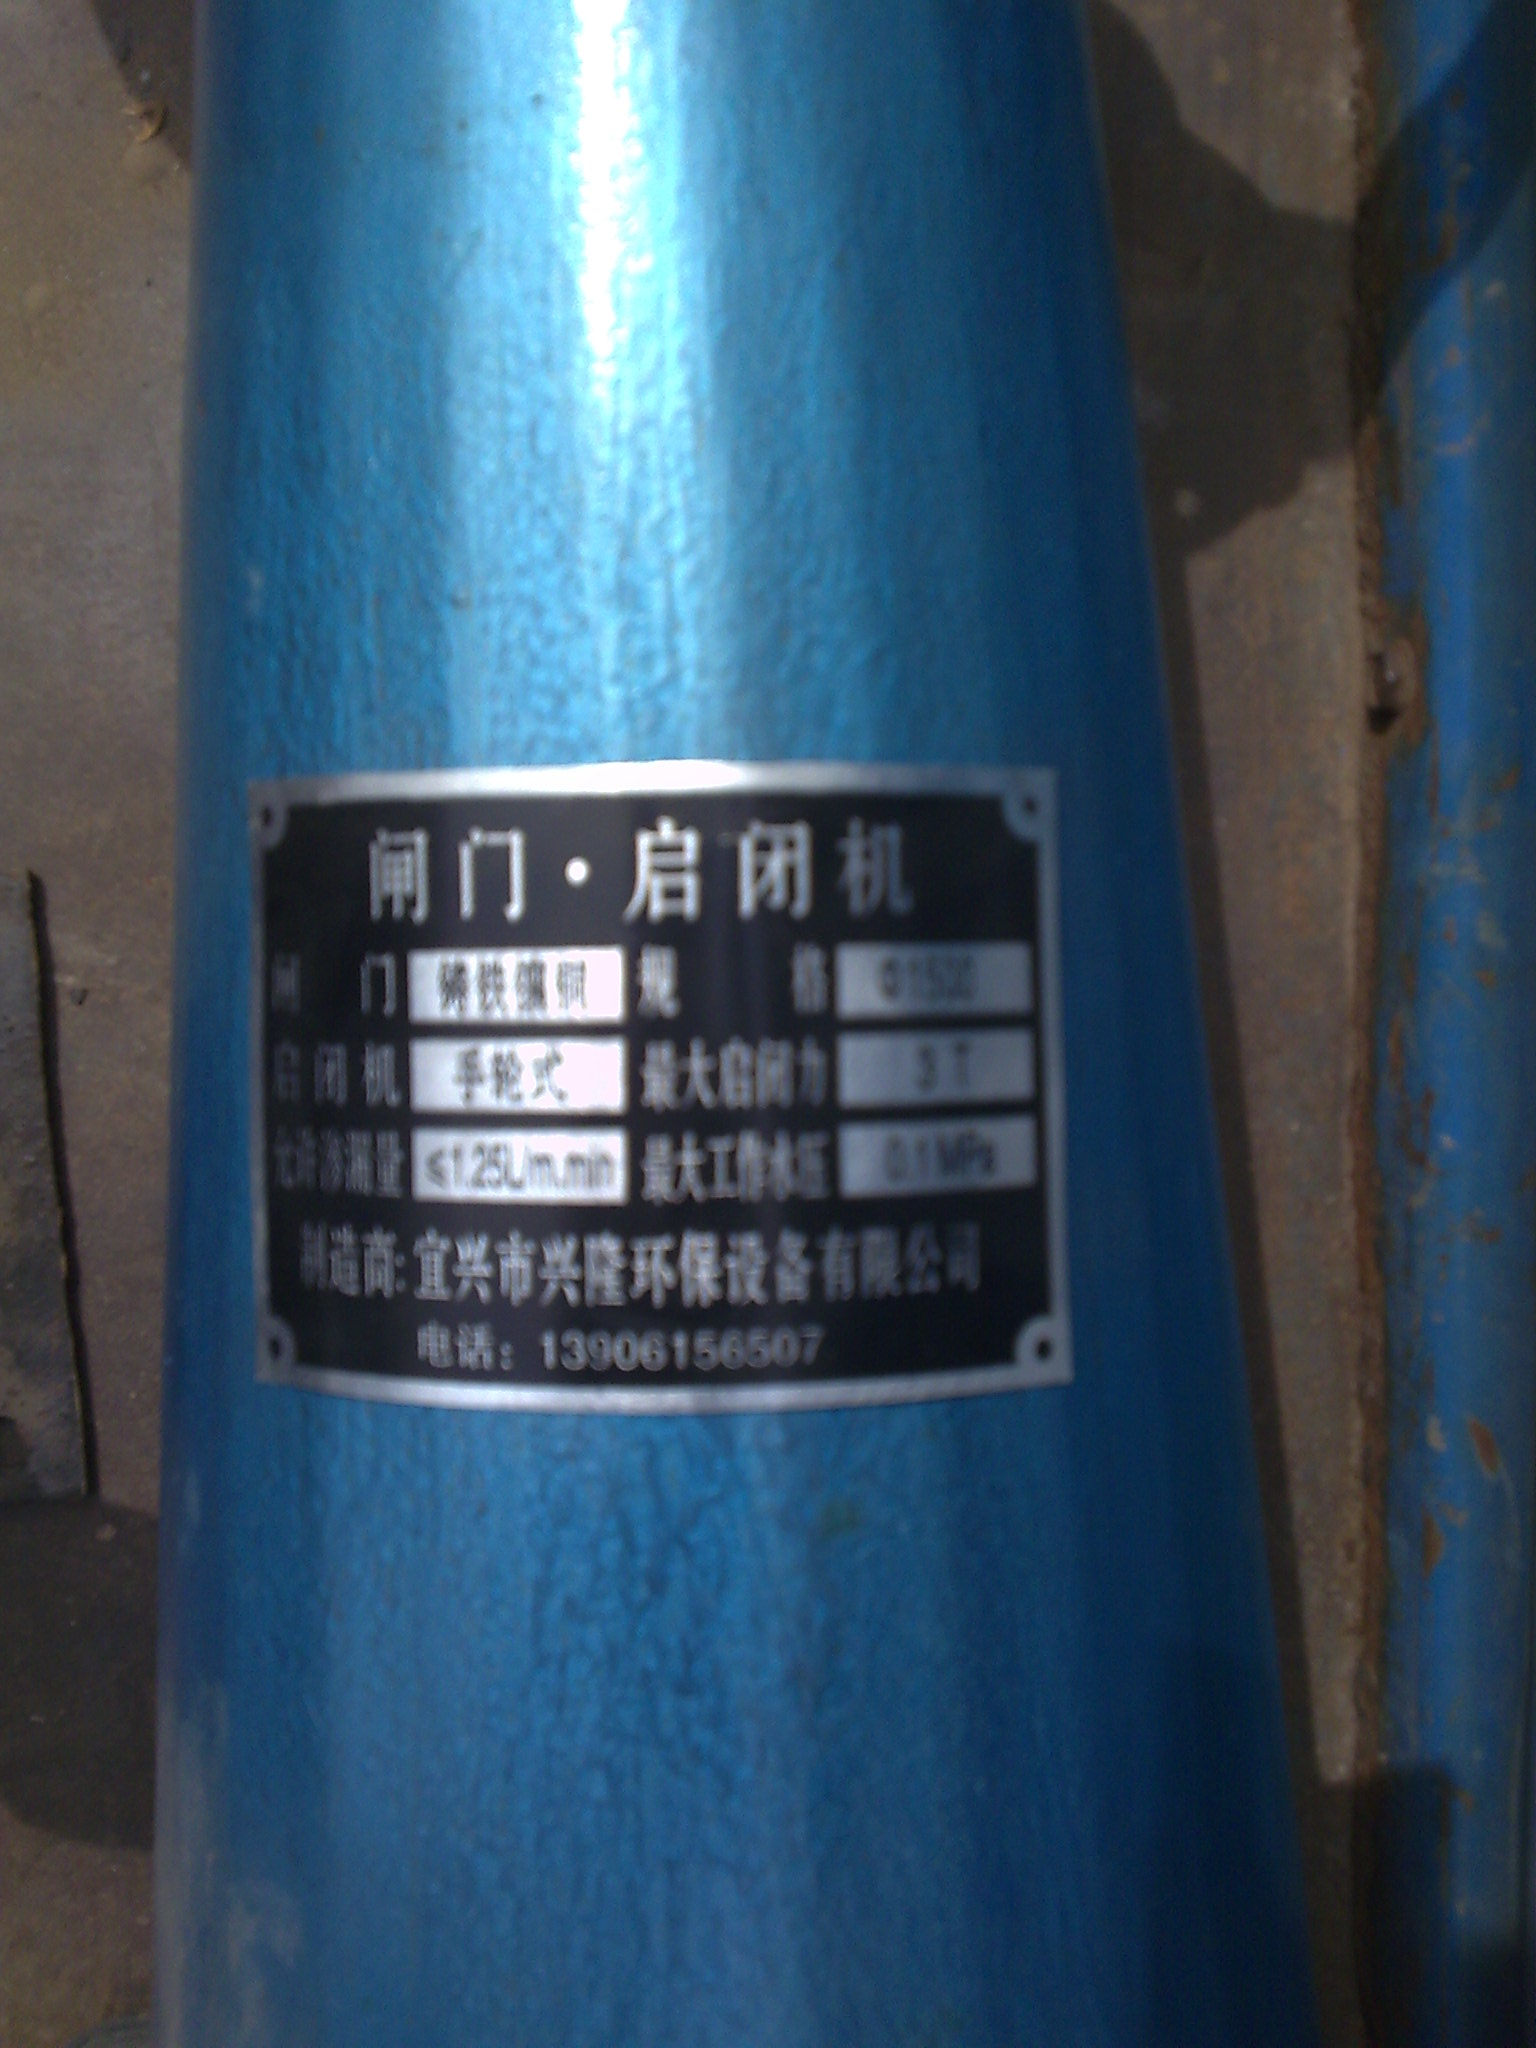 闸门·启闭机
闸门 铸铁镶铜 规格 Φ1500
启闭机 手轮式 最大启闭力 3T
允许渗漏量 ≤1.25L/m.min 最大工作水压 0.1MPa
制造商:宜兴市兴隆环保设备有限公司
电话：13906156507